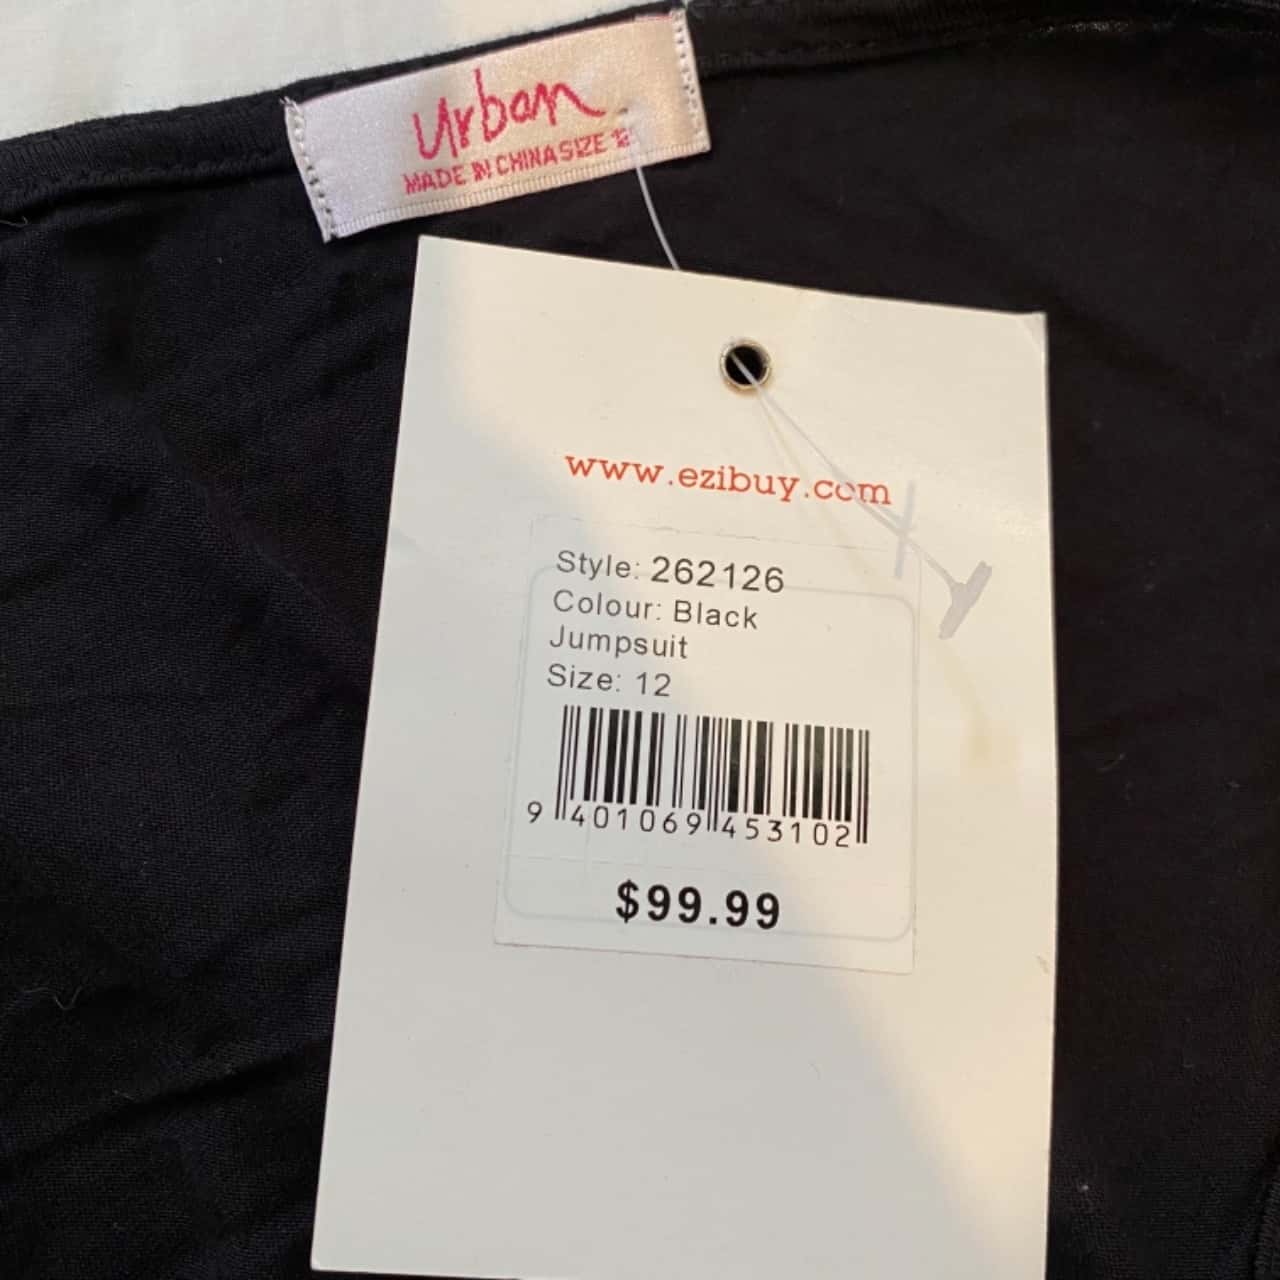 Urban
MADE IN CHINA SIZE 12
www.ezibuy.com
Style: 262126
Colour: Black
Jumpsuit
Size: 12
9 401069 453102
$99.99